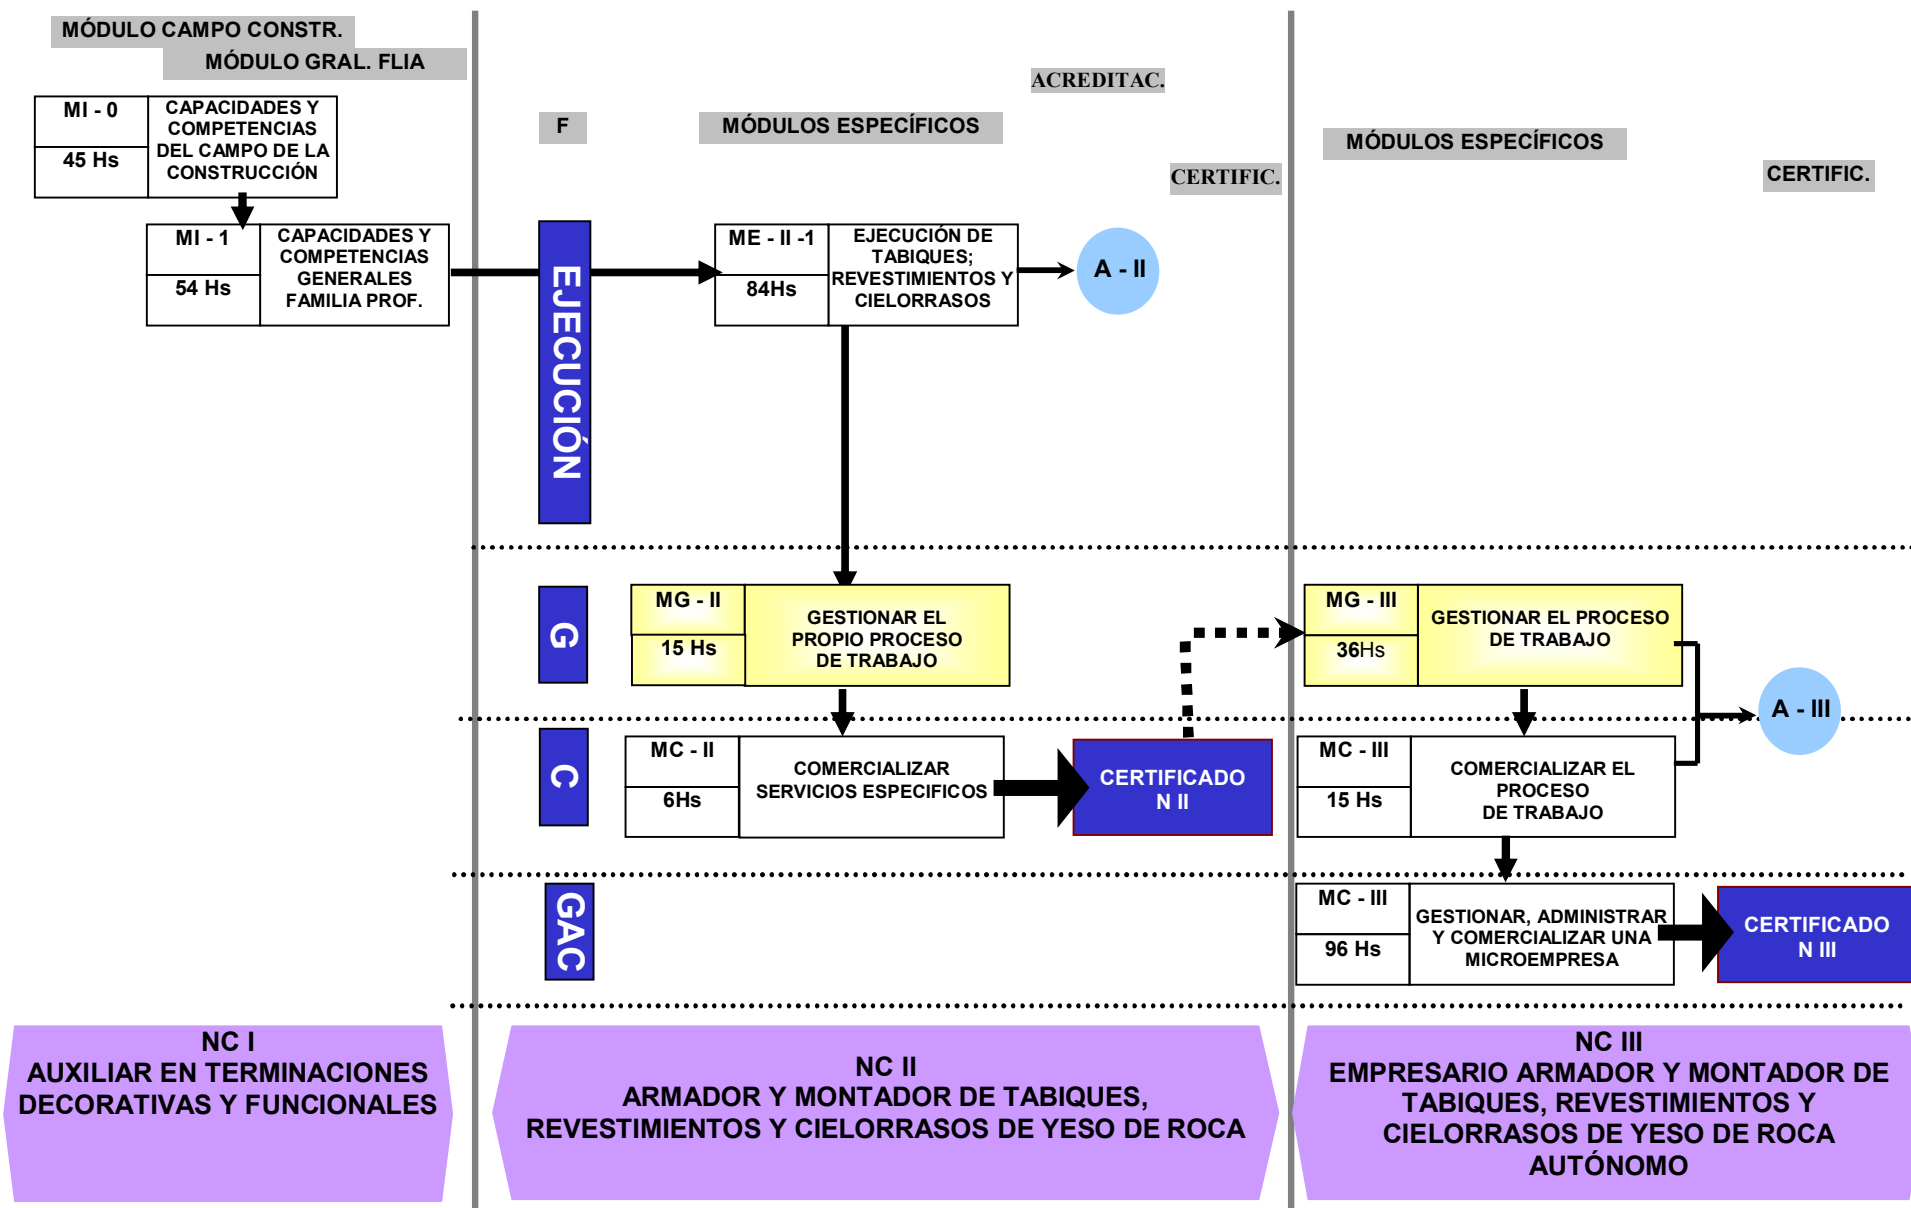 MÓDULO CAMPO CONSTR.
MÓDULO GRAL. FLIA
MI - 0
45 Hs
CAPACIDADES Y
COMPETENCIAS
DEL CAMPO DE LA
CONSTRUCCIÓN
MI - 1
54 Hs
CAPACIDADES Y
COMPETENCIAS
GENERALES
FAMILIA PROF.
F
MÓDULOS ESPECÍFICOS
ACREDITAC.
CERTIFIC.
MÓDULOS ESPECÍFICOS
CERTIFIC.
EJECUCIÓN
ME - II -1
84Hs
EJECUCIÓN DE
TABIQUES;
REVESTIMIENTOS Y
CIELORRASOS
A - II
G
MG - II
15 Hs
GESTIONAR EL
PROPIO PROCESO
DE TRABAJO
MG - III
36Hs
GESTIONAR EL PROCESO
DE TRABAJO
A - III
C
MC - II
6Hs
COMERCIALIZAR
SERVICIOS ESPECIFICOS
CERTIFICADO
N II
MC - III
15 Hs
COMERCIALIZAR EL
PROCESO
DE TRABAJO
GAC
MC - III
96 Hs
GESTIONAR, ADMINISTRAR
Y COMERCIALIZAR UNA
MICROEMPRESA
CERTIFICADO
N III
NC I
AUXILIAR EN TERMINACIONES
DECORATIVAS Y FUNCIONALES
NC II
ARMADOR Y MONTADOR DE TABIQUES,
REVESTIMIENTOS Y CIELORRASOS DE YESO DE ROCA
NC III
EMPRESARIO ARMADOR Y MONTADOR DE
TABIQUES, REVESTIMIENTOS Y
CIELORRASOS DE YESO DE ROCA
AUTÓNOMO